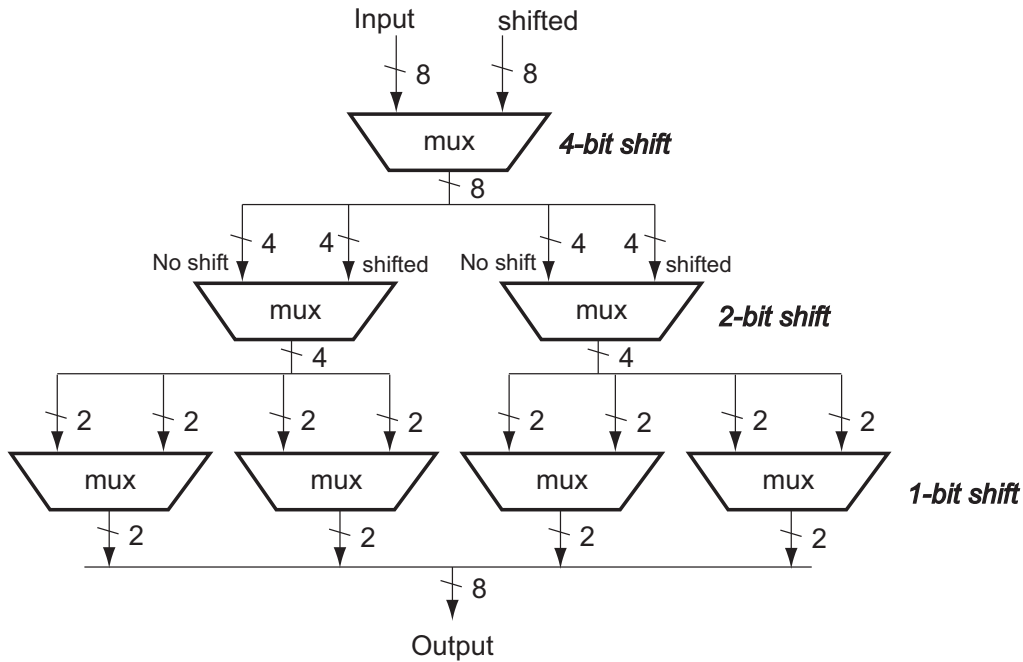 Input shifted
8 8
mux 4-bit shift
8
4 4 4 4
No shift shifted No shift shifted
mux mux 2-bit shift
4 4
2 2 2 2 2 2 2 2
mux mux mux mux 1-bit shift
2 2 2 2
8
Output